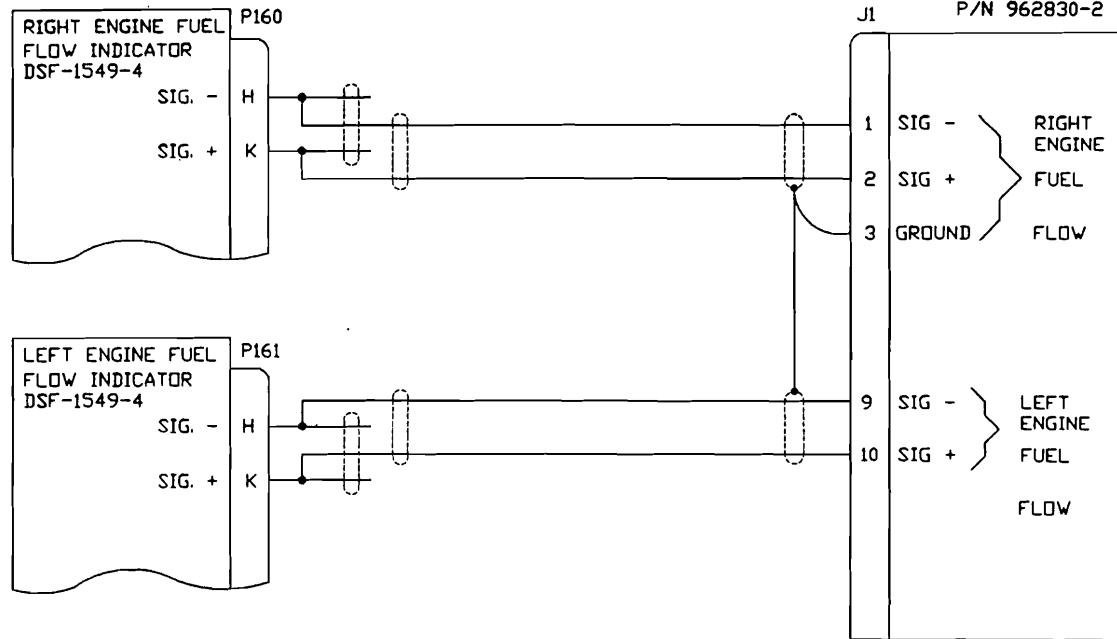 RIGHT ENGINE FUEL
FLOW INDICATOR
DSF-1549-4
P160
SIG. - H
SIG. + K
LEFT ENGINE FUEL
FLOW INDICATOR
DSF-1549-4
P161
SIG. - H
SIG. + K
J1
P/N 962830-2
1 SIG -
2 SIG +
3 GROUND
RIGHT
ENGINE
FUEL
FLOW
9 SIG -
10 SIG +
LEFT
ENGINE
FUEL
FLOW